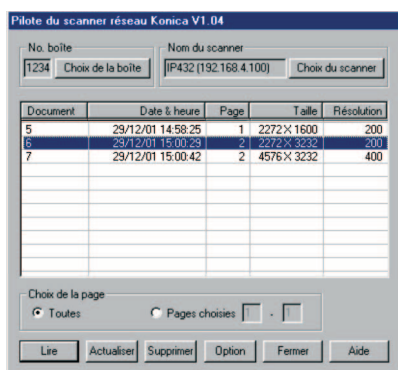 Pilote du scanner réseau Konica V1.04
No. boîte
Nom du scanner
1234 Choix de la boîte IP432 (192.168.4.100) Choix du scanner
Document Date & heure Page Taille Résolution
5 29/12/01 14:58:25 1 2272 X 1600 200
6 29/12/01 15:00:29 2 2272 X 3232 200
7 29/12/01 15:00:42 2 4576 X 3232 400
Choix de la page
Toutes Pages choisies 1 - 1
Lire Actualiser Supprimer Option Fermer Aide